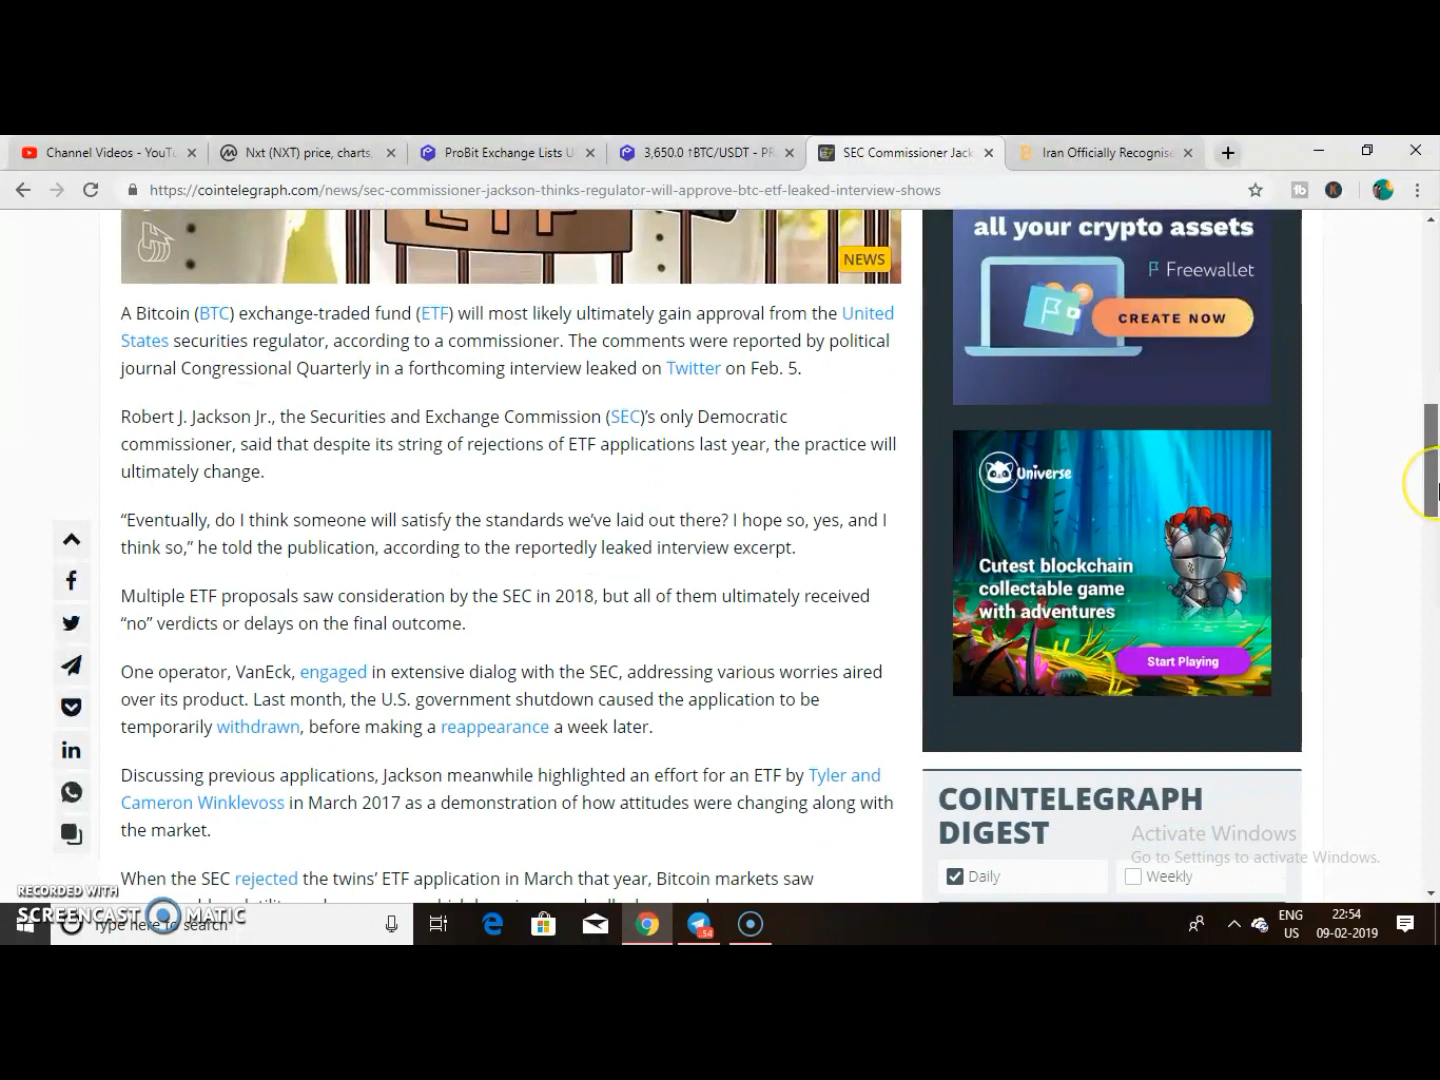 Channel Videos - YouTu
Nxt (NXT) price, charts,
ProBit Exchange Lists U
3,650.0 ↑BTC/USDT - PR
SEC Commissioner Jack
Iran Officially Recognise
https://cointelegraph.com/news/sec-commissioner-jackson-thinks-regulator-will-approve-btc-etf-leaked-interview-shows
ETF
NEWS
all your crypto assets
Freewallet
CREATE NOW
A Bitcoin (BTC) exchange-traded fund (ETF) will most likely ultimately gain approval from the United
States securities regulator, according to a commissioner. The comments were reported by political
journal Congressional Quarterly in a forthcoming interview leaked on Twitter on Feb. 5.
Robert J. Jackson Jr., the Securities and Exchange Commission (SEC)’s only Democratic
commissioner, said that despite its string of rejections of ETF applications last year, the practice will
ultimately change.
“Eventually, do I think someone will satisfy the standards we’ve laid out there? I hope so, yes, and I
think so,” he told the publication, according to the reportedly leaked interview excerpt.
Multiple ETF proposals saw consideration by the SEC in 2018, but all of them ultimately received
“no” verdicts or delays on the final outcome.
One operator, VanEck, engaged in extensive dialog with the SEC, addressing various worries aired
over its product. Last month, the U.S. government shutdown caused the application to be
temporarily withdrawn, before making a reappearance a week later.
Discussing previous applications, Jackson meanwhile highlighted an effort for an ETF by Tyler and
Cameron Winklevoss in March 2017 as a demonstration of how attitudes were changing along with
the market.
When the SEC rejected the twins’ ETF application in March that year, Bitcoin markets saw
Universe
Cutest blockchain
collectable game
with adventures
Start Playing
COINTELEGRAPH
DIGEST
Daily
Weekly
Activate Windows
Go to Settings to activate Windows.
RECORDED WITH
SCREENCAST MATIC
Type here to search
.54
ENG
US
22:54
09-02-2019